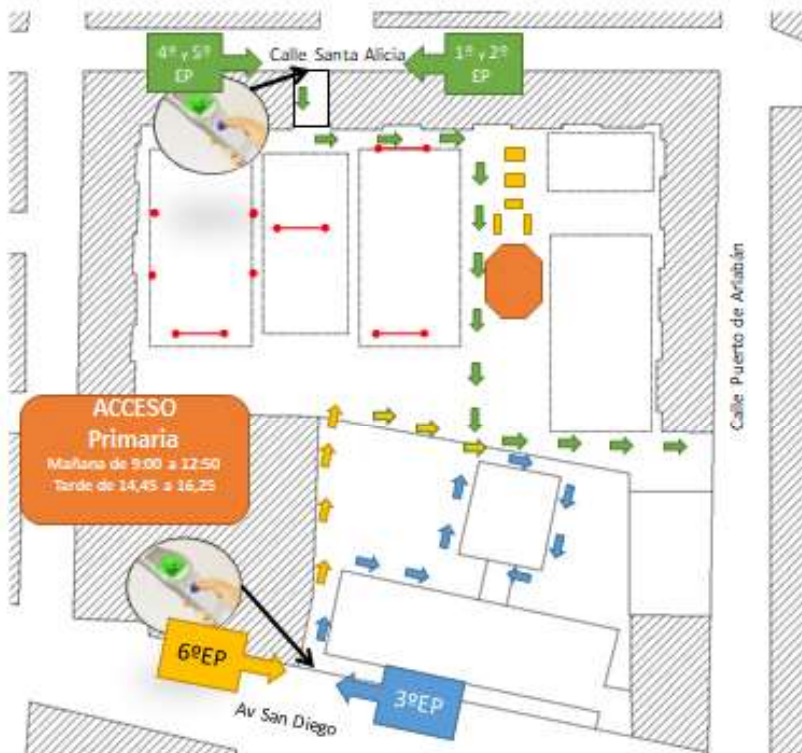 4º y 5º
EP
Calle Santa Alicia
1º y 2º
EP
Calle Puerto de Arlabán
ACCESO
Primaria
Mañana de 9:00 a 12:50
Tarde de 14,45 a 16,25
6ºEP
3ºEP
Av San Diego